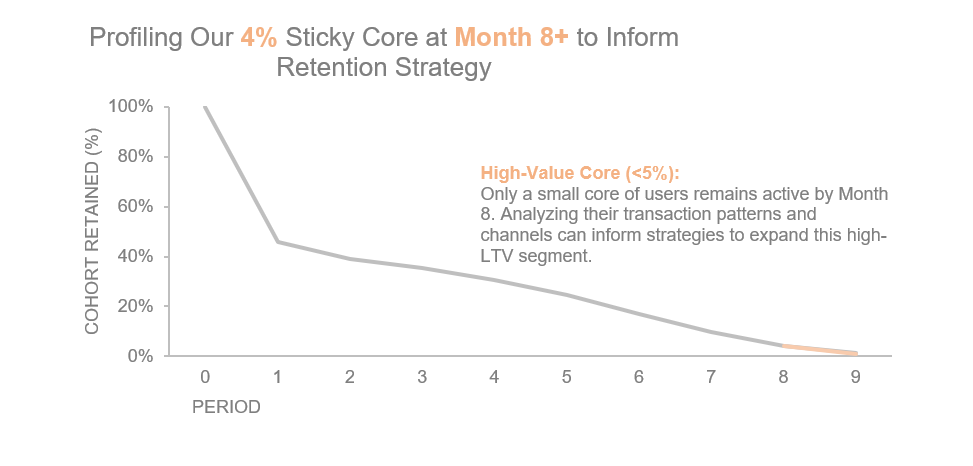 Profiling Our 4% Sticky Core at Month 8+ to Inform
Retention Strategy
100%
80%
60%
40%
20%
0%
COHORT RETAINED (%)
High-Value Core (<5%):
Only a small core of users remains active by Month
8. Analyzing their transaction patterns and
channels can inform strategies to expand this high-
LTV segment.
0 1 2 3 4 5 6 7 8 9
PERIOD